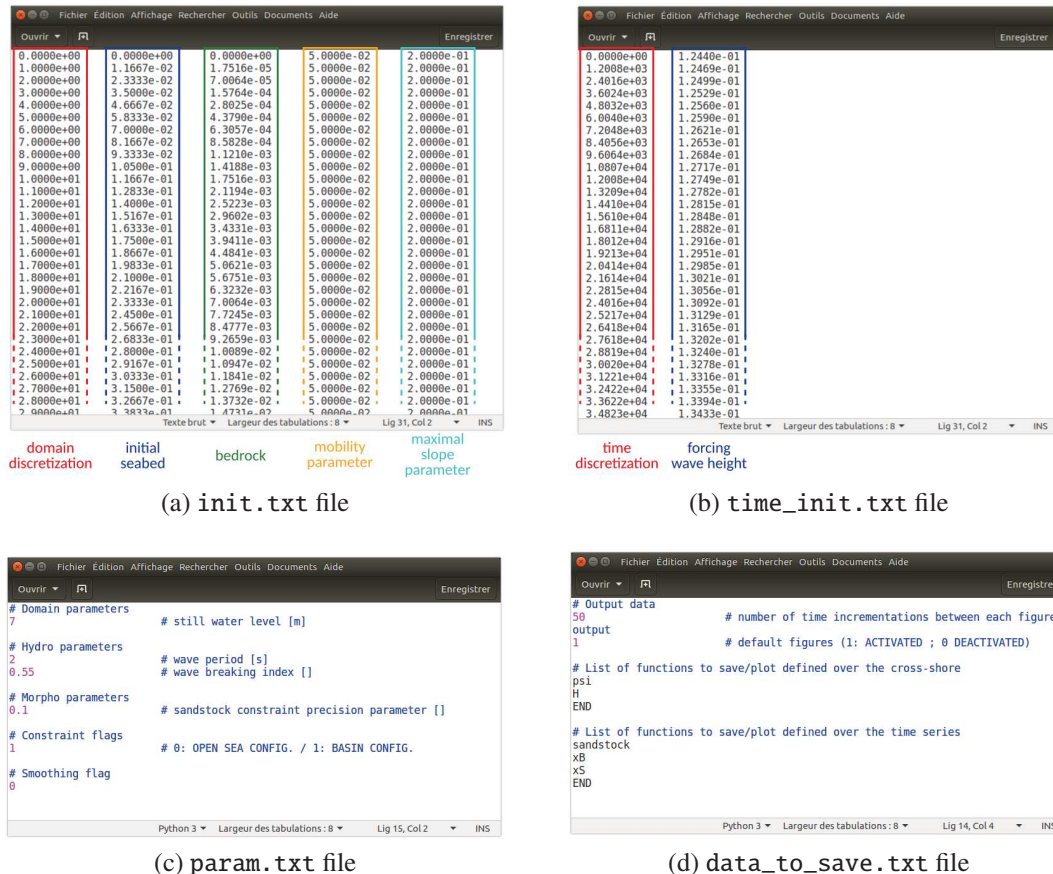 Fichier Édition Affichage Rechercher Outils Documents Aide
Ouvrir Enregistrer
0.0000e+00 0.0000e+00 0.0000e+00 5.0000e-02 2.0000e-01
1.0000e+00 1.1667e-02 1.7516e-05 5.0000e-02 2.0000e-01
2.0000e+00 2.3333e-02 7.0064e-05 5.0000e-02 2.0000e-01
3.0000e+00 3.5000e-02 1.5764e-04 5.0000e-02 2.0000e-01
4.0000e+00 4.6667e-02 2.8025e-04 5.0000e-02 2.0000e-01
5.0000e+00 5.8333e-02 4.3790e-04 5.0000e-02 2.0000e-01
6.0000e+00 7.0000e-02 6.3057e-04 5.0000e-02 2.0000e-01
7.0000e+00 8.1667e-02 8.5828e-04 5.0000e-02 2.0000e-01
8.0000e+00 9.3333e-02 1.1210e-03 5.0000e-02 2.0000e-01
9.0000e+00 1.0500e-01 1.4188e-03 5.0000e-02 2.0000e-01
1.0000e+01 1.1667e-01 1.7516e-03 5.0000e-02 2.0000e-01
1.1000e+01 1.2833e-01 2.1194e-03 5.0000e-02 2.0000e-01
1.2000e+01 1.4000e-01 2.5223e-03 5.0000e-02 2.0000e-01
1.3000e+01 1.5167e-01 2.9602e-03 5.0000e-02 2.0000e-01
1.4000e+01 1.6333e-01 3.4331e-03 5.0000e-02 2.0000e-01
1.5000e+01 1.7500e-01 3.9411e-03 5.0000e-02 2.0000e-01
1.6000e+01 1.8667e-01 4.4841e-03 5.0000e-02 2.0000e-01
1.7000e+01 1.9833e-01 5.0621e-03 5.0000e-02 2.0000e-01
1.8000e+01 2.1000e-01 5.6751e-03 5.0000e-02 2.0000e-01
1.9000e+01 2.2167e-01 6.3232e-03 5.0000e-02 2.0000e-01
2.0000e+01 2.3333e-01 7.0064e-03 5.0000e-02 2.0000e-01
2.1000e+01 2.4500e-01 7.7245e-03 5.0000e-02 2.0000e-01
2.2000e+01 2.5667e-01 8.4777e-03 5.0000e-02 2.0000e-01
2.3000e+01 2.6833e-01 9.2659e-03 5.0000e-02 2.0000e-01
2.4000e+01 2.8000e-01 1.0089e-02 5.0000e-02 2.0000e-01
2.5000e+01 2.9167e-01 1.0947e-02 5.0000e-02 2.0000e-01
2.6000e+01 3.0333e-01 1.1841e-02 5.0000e-02 2.0000e-01
2.7000e+01 3.1500e-01 1.2769e-02 5.0000e-02 2.0000e-01
2.8000e+01 3.2667e-01 1.3732e-02 5.0000e-02 2.0000e-01
2.9000e+01 3.3833e-01 1.4731e-02 5.0000e-02 2.0000e-01
Texte brut Largeur des tabulations : 8 Lig 31, Col 2 INS
domain discretization
initial seabed
bedrock
mobility parameter
maximal slope parameter
(a) init.txt file
Fichier Édition Affichage Rechercher Outils Documents Aide
Ouvrir Enregistrer
0.0000e+00 1.2440e-01
1.2008e+03 1.2469e-01
2.4016e+03 1.2499e-01
3.6024e+03 1.2529e-01
4.8032e+03 1.2560e-01
6.0040e+03 1.2590e-01
7.2048e+03 1.2621e-01
8.4056e+03 1.2653e-01
9.6064e+03 1.2684e-01
1.0807e+04 1.2717e-01
1.2008e+04 1.2749e-01
1.3209e+04 1.2782e-01
1.4410e+04 1.2815e-01
1.5610e+04 1.2848e-01
1.6811e+04 1.2882e-01
1.8012e+04 1.2916e-01
1.9213e+04 1.2951e-01
2.0414e+04 1.2985e-01
2.1614e+04 1.3021e-01
2.2815e+04 1.3056e-01
2.4016e+04 1.3092e-01
2.5217e+04 1.3129e-01
2.6418e+04 1.3165e-01
2.7618e+04 1.3202e-01
2.8819e+04 1.3240e-01
3.0020e+04 1.3278e-01
3.1221e+04 1.3316e-01
3.2422e+04 1.3355e-01
3.3622e+04 1.3394e-01
3.4823e+04 1.3433e-01
Texte brut Largeur des tabulations : 8 Lig 31, Col 2 INS
time discretization
forcing wave height
(b) time_init.txt file
Fichier Édition Affichage Rechercher Outils Documents Aide
Ouvrir Enregistrer
# Domain parameters
7 # still water level [m]
# Hydro parameters
2 # wave period [s]
0.55 # wave breaking index []
# Morpho parameters
0.1 # sandstock constraint precision parameter []
# Constraint flags
1 # 0: OPEN SEA CONFIG. / 1: BASIN CONFIG.
# Smoothing flag
0
Python 3 Largeur des tabulations : 8 Lig 15, Col 2 INS
(c) param.txt file
Fichier Édition Affichage Rechercher Outils Documents Aide
Ouvrir Enregistrer
# Output data
50 # number of time incrementations between each figure
output
1 # default figures (1: ACTIVATED ; 0 DEACTIVATED)
# List of functions to save/plot defined over the cross-shore
psi
H
END
# List of functions to save/plot defined over the time series
sandstock
xB
xS
END
Python 3 Largeur des tabulations : 8 Lig 14, Col 4 INS
(d) data_to_save.txt file